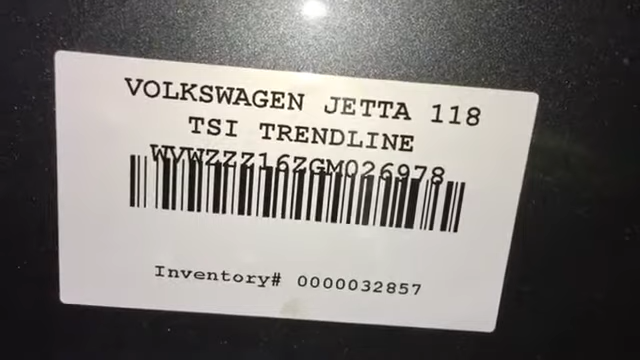 VOLKSWAGEN JETTA 118
TSI TRENDLINE
WVWZZZ16ZGM026978
Inventory# 0000032857